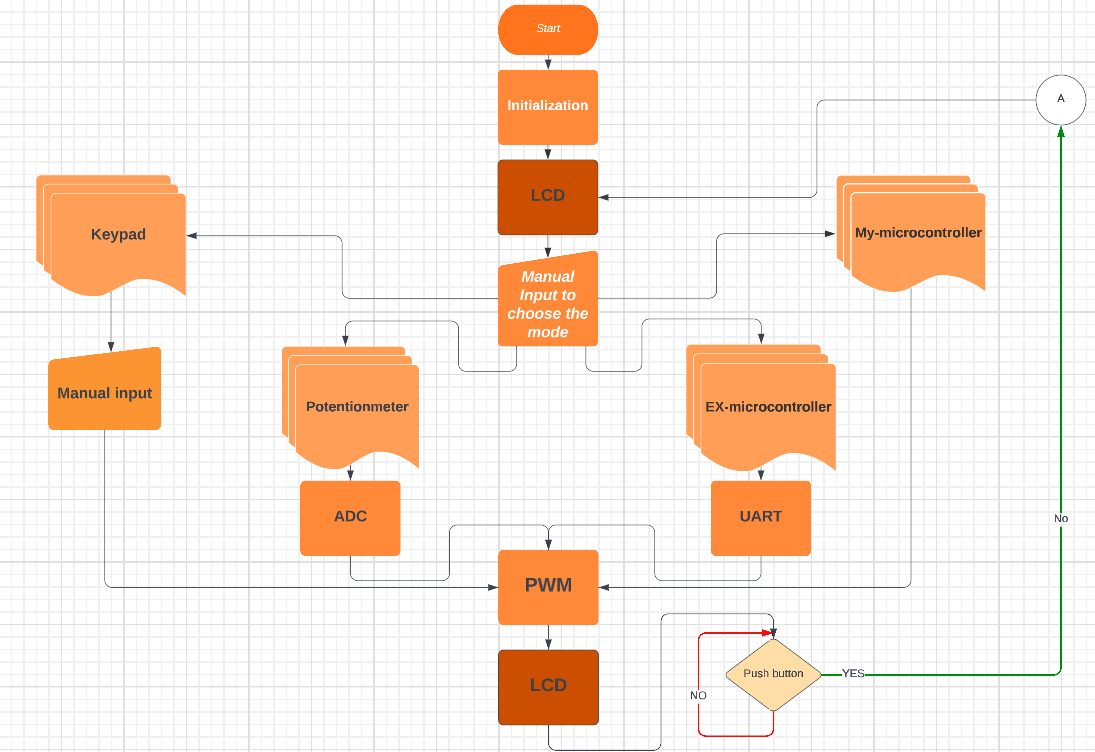 Start
Initialization
A
LCD
Keypad
My-microcontroller
Manual
Input to
choose the
mode
Manual input
Potentionmeter
EX-microcontroller
ADC
UART
No
PWM
LCD
Push button
YES
NO